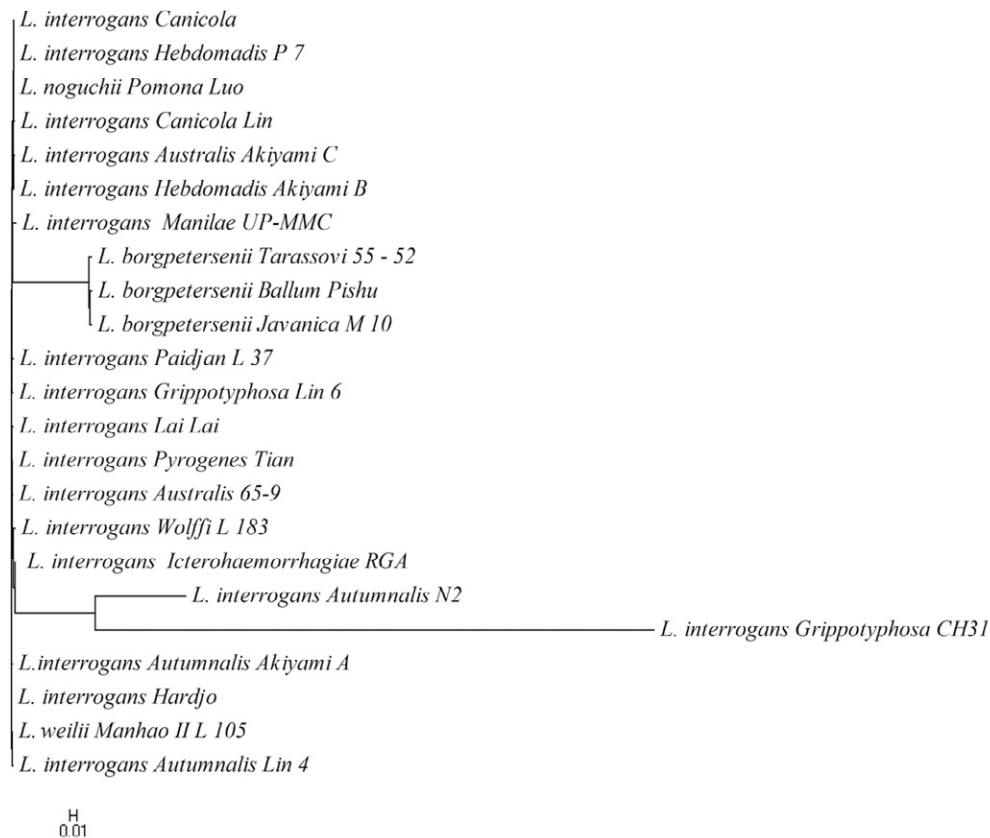 L. interrogans Canicola
L. interrogans Hebdomadis P 7
L. noguchii Pomona Luo
L. interrogans Canicola Lin
L. interrogans Australis Akiyami C
L. interrogans Hebdomadis Akiyami B
L. interrogans Manilae UP-MMC
L. borgpetersenii Tarassovi 55 - 52
L. borgpetersenii Ballum Pishu
L. borgpetersenii Javanica M 10
L. interrogans Paidjan L 37
L. interrogans Grippotyphosa Lin 6
L. interrogans Lai Lai
L. interrogans Pyrogenes Tian
L. interrogans Australis 65-9
L. interrogans Wolffi L 183
L. interrogans Icterohaemorrhagiae RGA
L. interrogans Autumnalis N2
L. interrogans Grippotyphosa CH31
L.interrogans Autumnalis Akiyami A
L. interrogans Hardjo
L. weilii Manhao II L 105
L. interrogans Autumnalis Lin 4
0.01